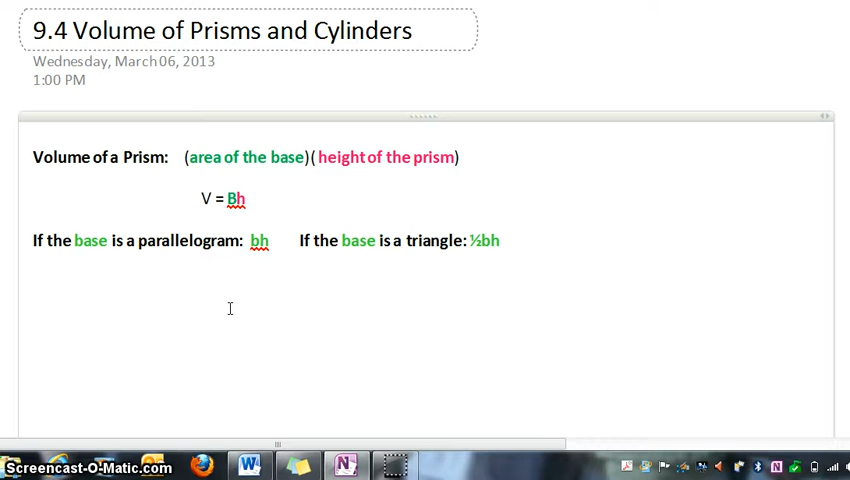 9.4 Volume of Prisms and Cylinders
Wednesday, March 06, 2013
1:00 PM
Volume of a Prism: (area of the base)( height of the prism)
V = Bh
If the base is a parallelogram: bh If the base is a triangle: ½bh
Screencast-O-Matic.com